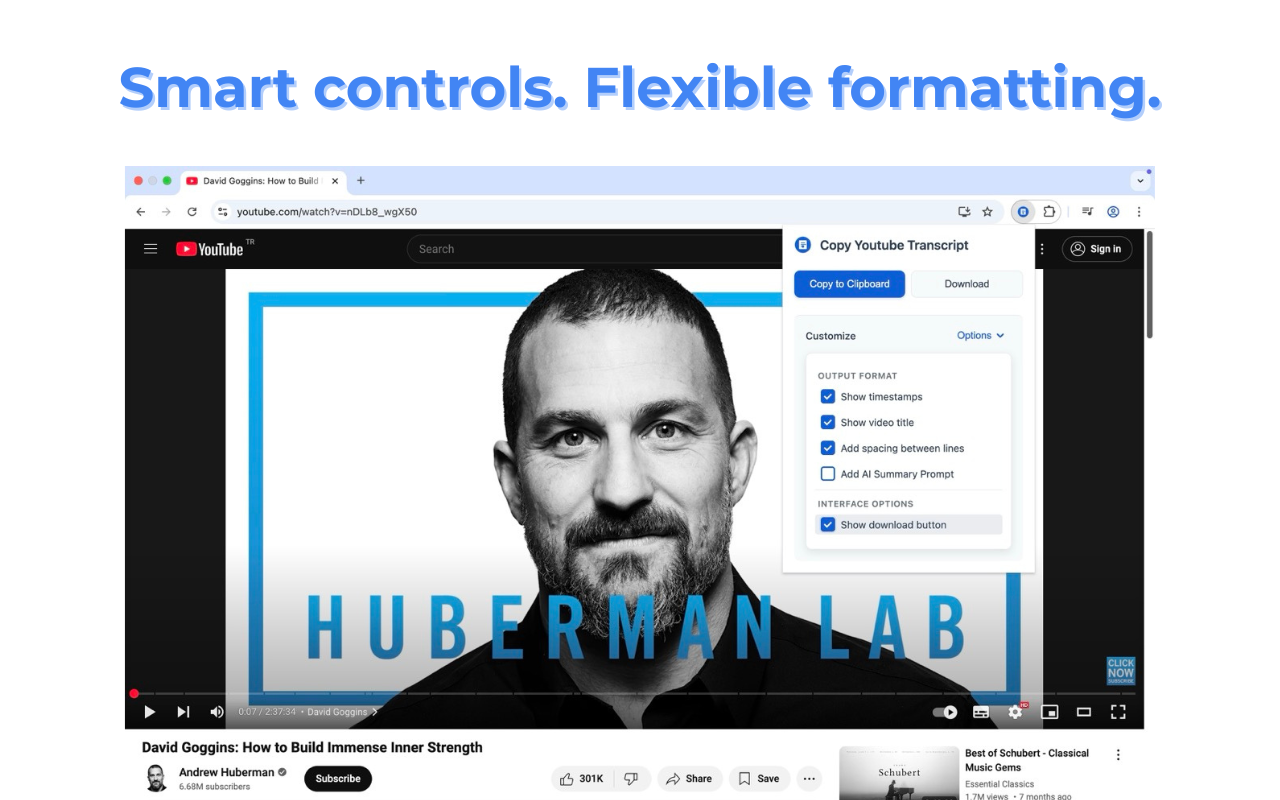 Smart controls. Flexible formatting.
David Goggins: How to Build
youtube.com/watch?v=nDLb8_wgX50
YouTube TR
Search
Sign in
Copy Youtube Transcript
Copy to Clipboard
Download
Customize
Options
OUTPUT FORMAT
Show timestamps
Show video title
Add spacing between lines
Add AI Summary Prompt
INTERFACE OPTIONS
Show download button
HUBERMAN LAB
CLICK
NOW
SUBSCRIBE
0:07 / 2:37:34 • David Goggins
HD
David Goggins: How to Build Immense Inner Strength
Andrew Huberman
6.68M subscribers
Subscribe
301K
Share
Save
Schubert
Best of Schubert - Classical
Music Gems
Essential Classics
1.7M views • 7 months ago